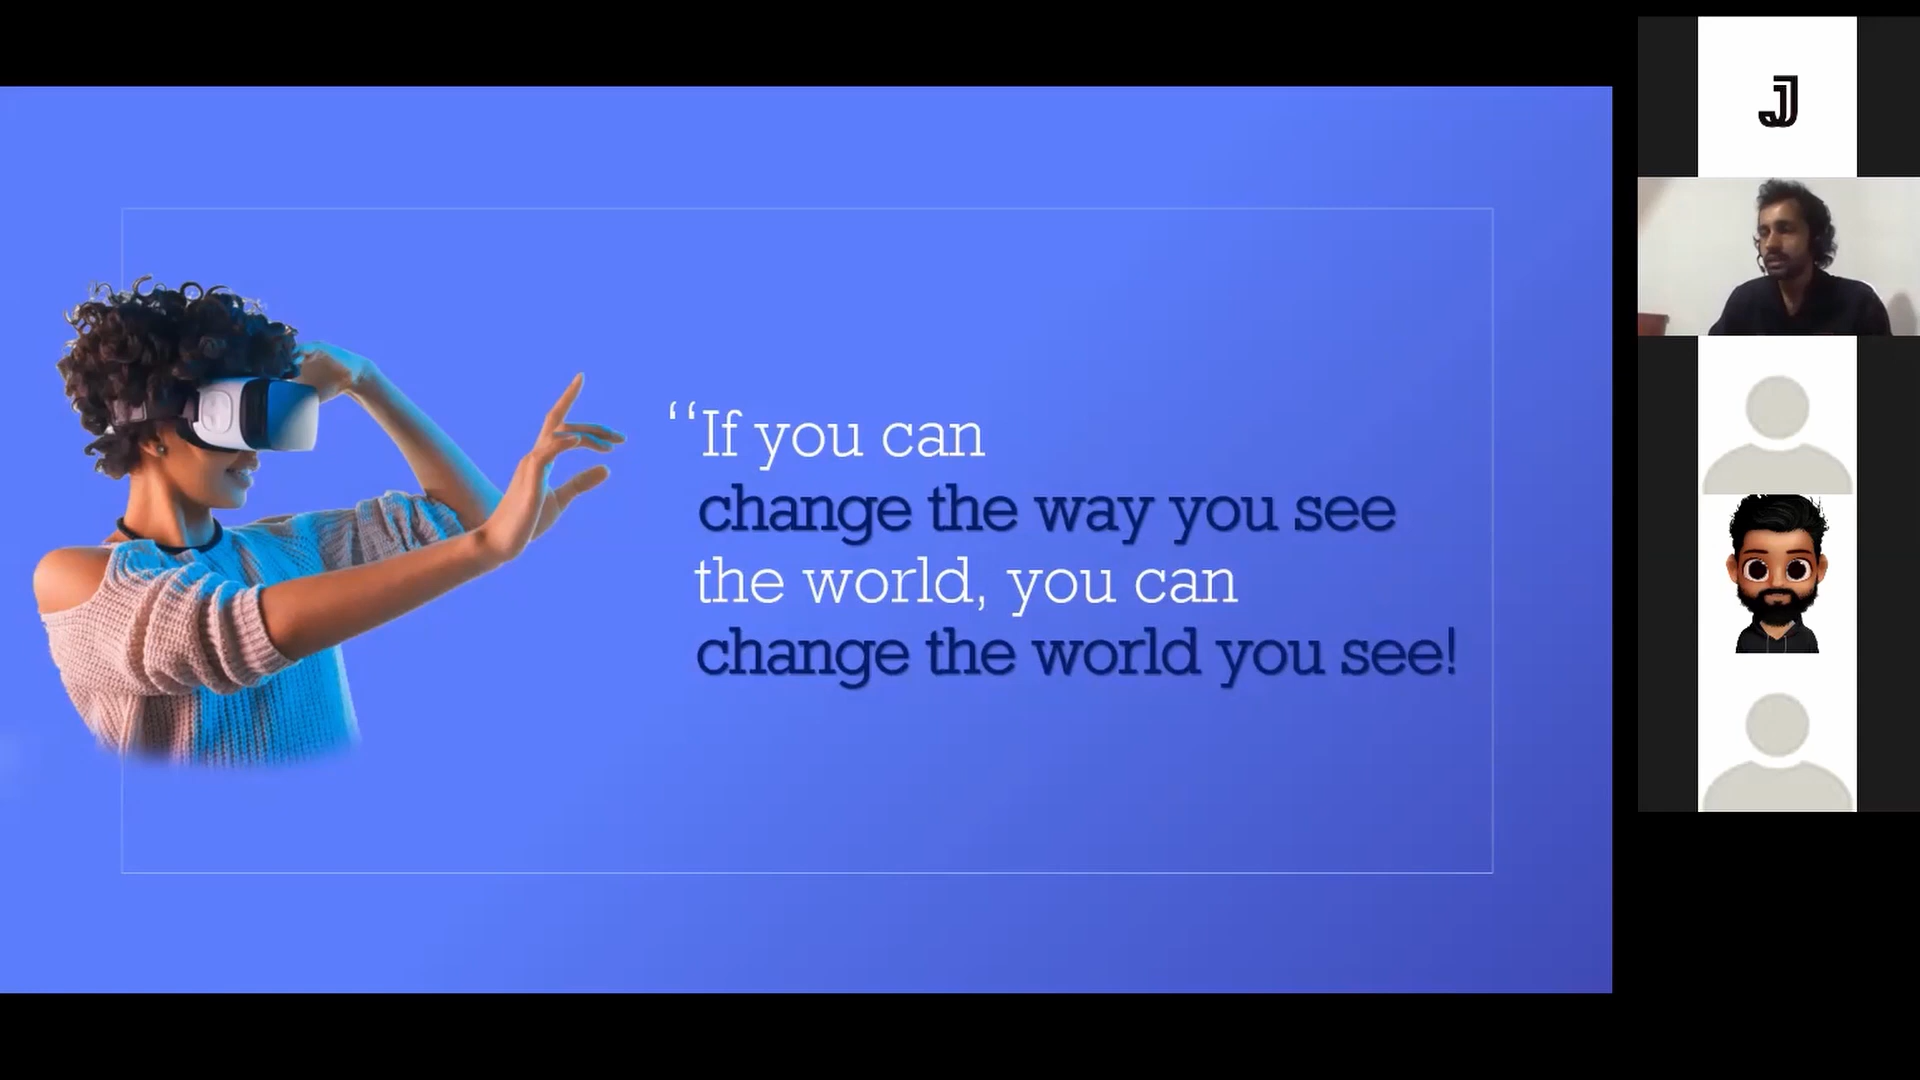 ‘‘If you can
change the way you see
the world, you can
change the world you see!
J